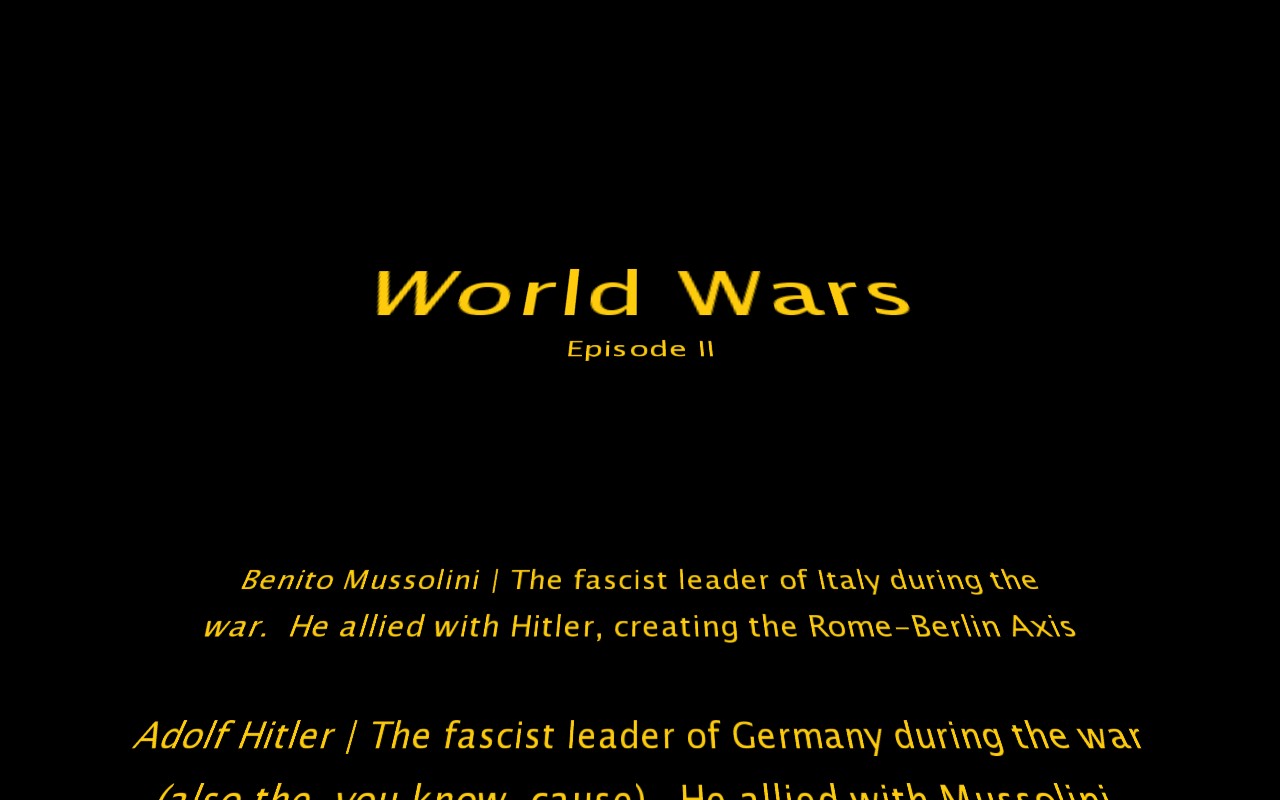 World Wars
Episode II
Benito Mussolini | The fascist leader of Italy during the
war.  He allied with Hitler, creating the Rome-Berlin Axis
Adolf Hitler | The fascist leader of Germany during the war
(also the, you know, cause).  He allied with Mussolini,